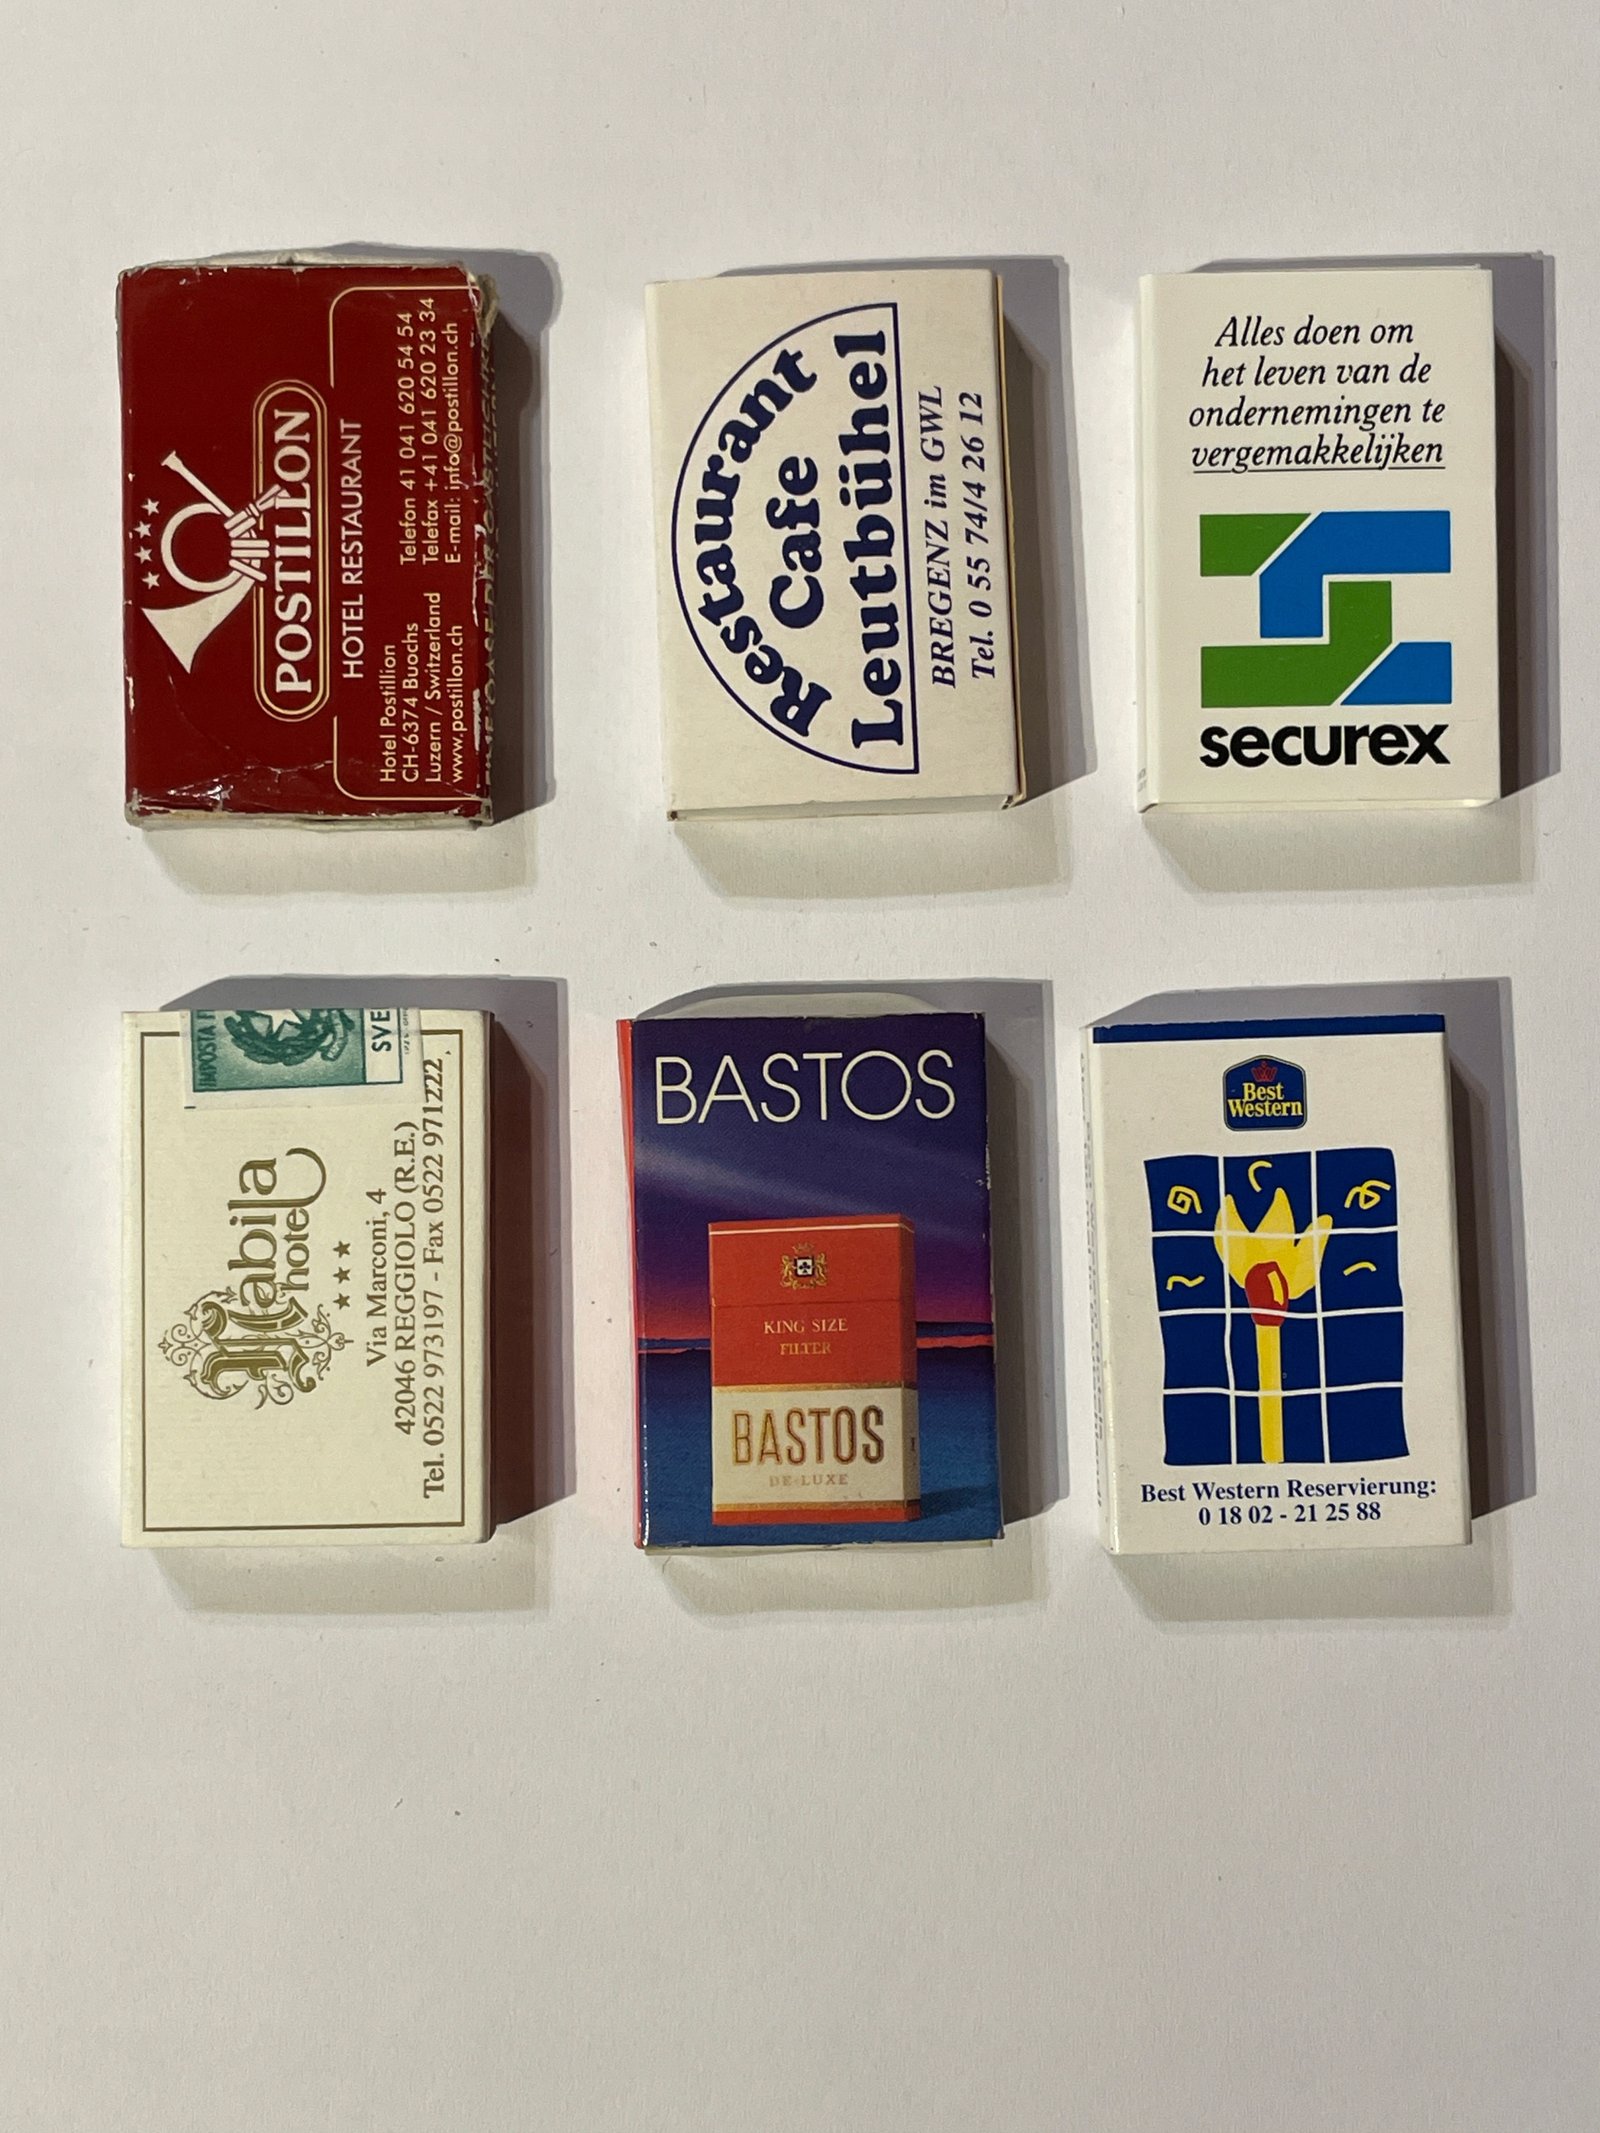 POSTILLON
HOTEL RESTAURANT
Hotel Postillion
CH-6374 Buochs
Luzern / Switzerland
www.postillon.ch
Telefon 41 041 620 54 54
Telefax +41 041 620 23 34
E-mail: info@postillon.ch
Restaurant
Cafe
Leutbühel
BREGENZ im GWL
Tel. 0 55 74/4 26 12
Alles doen om
het leven van de
ondernemingen te
vergemakkelijken
securex
IMPOSTA F
SVE
Nabila
hotel
Via Marconi, 4
42046 REGGIOLO (R.E.)
Tel. 0522 973197 - Fax 0522 971222
BASTOS
KING SIZE
FILTER
BASTOS
DE LUXE
Best
Western
Best Western Reservierung:
0 18 02 - 21 25 88